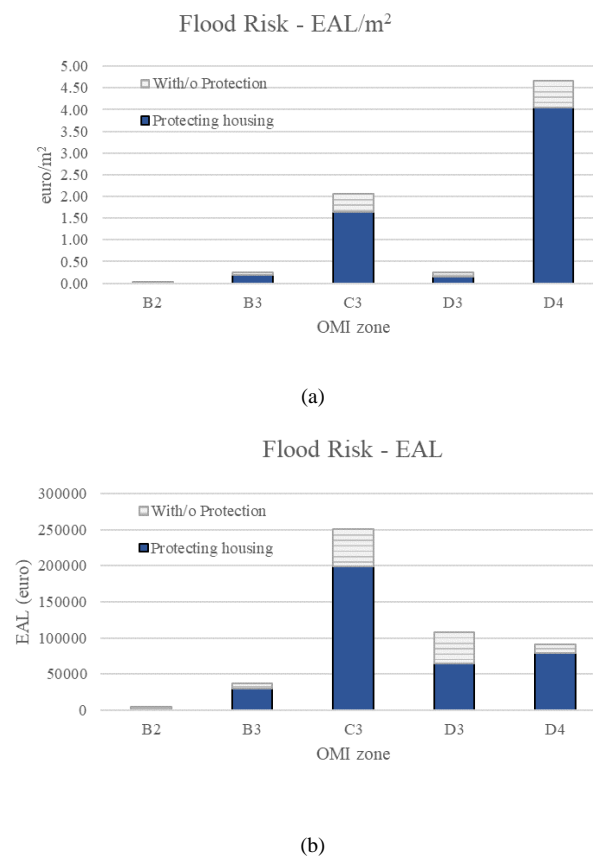 Flood Risk - EAL/m²
5.00
4.50
4.00
3.50
3.00
2.50
2.00
1.50
1.00
0.50
0.00
euro/m²
With/o Protection
Protecting housing
B2 B3 C3 D3 D4
OMI zone
(a)
Flood Risk - EAL
300000
250000
200000
150000
100000
50000
0
EAL (euro)
With/o Protection
Protecting housing
B2 B3 C3 D3 D4
OMI zone
(b)